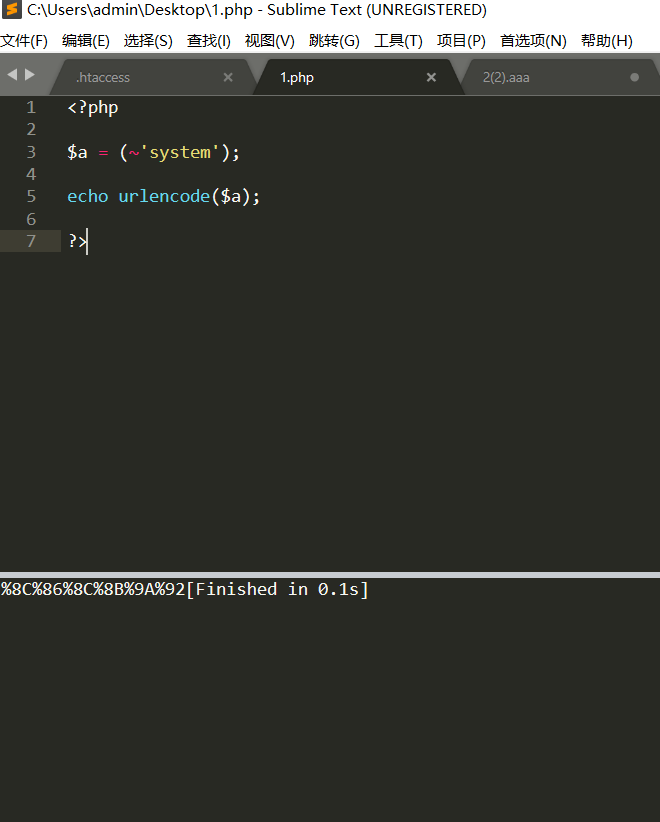 C:\Users\admin\Desktop\1.php - Sublime Text (UNREGISTERED)
文件(F) 编辑(E) 选择(S) 查找(I) 视图(V) 跳转(G) 工具(T) 项目(P) 首选项(N) 帮助(H)
.htaccess 1.php 2(2).aaa
1 <?php
2
3 $a = (~'system');
4
5 echo urlencode($a);
6
7 ?>
%8C%86%8C%8B%9A%92[Finished in 0.1s]